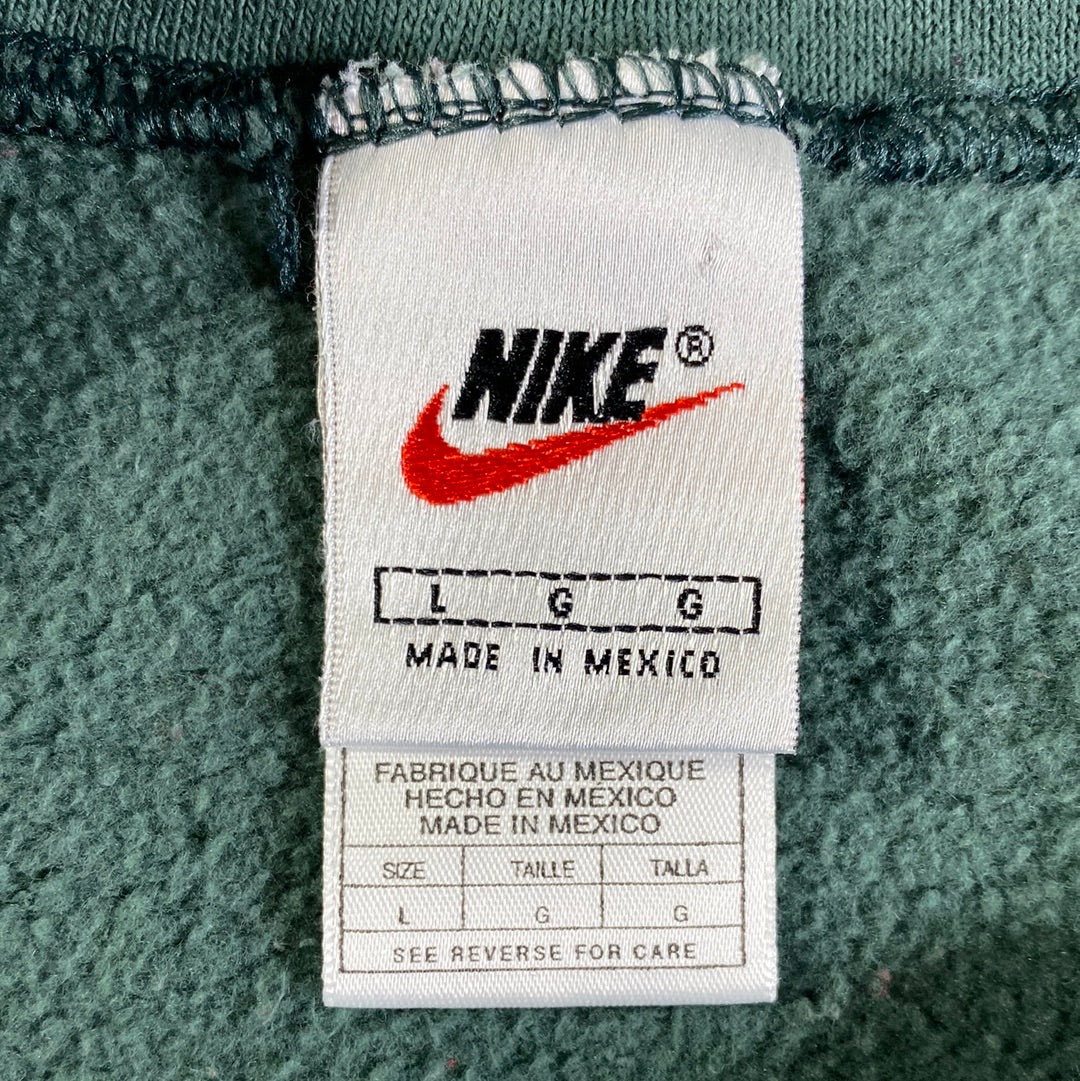 NIKE®
L G G
MADE IN MEXICO
FABRIQUE AU MEXIQUE
HECHO EN MEXICO
MADE IN MEXICO
SIZE TAILLE TALLA
L G G
SEE REVERSE FOR CARE